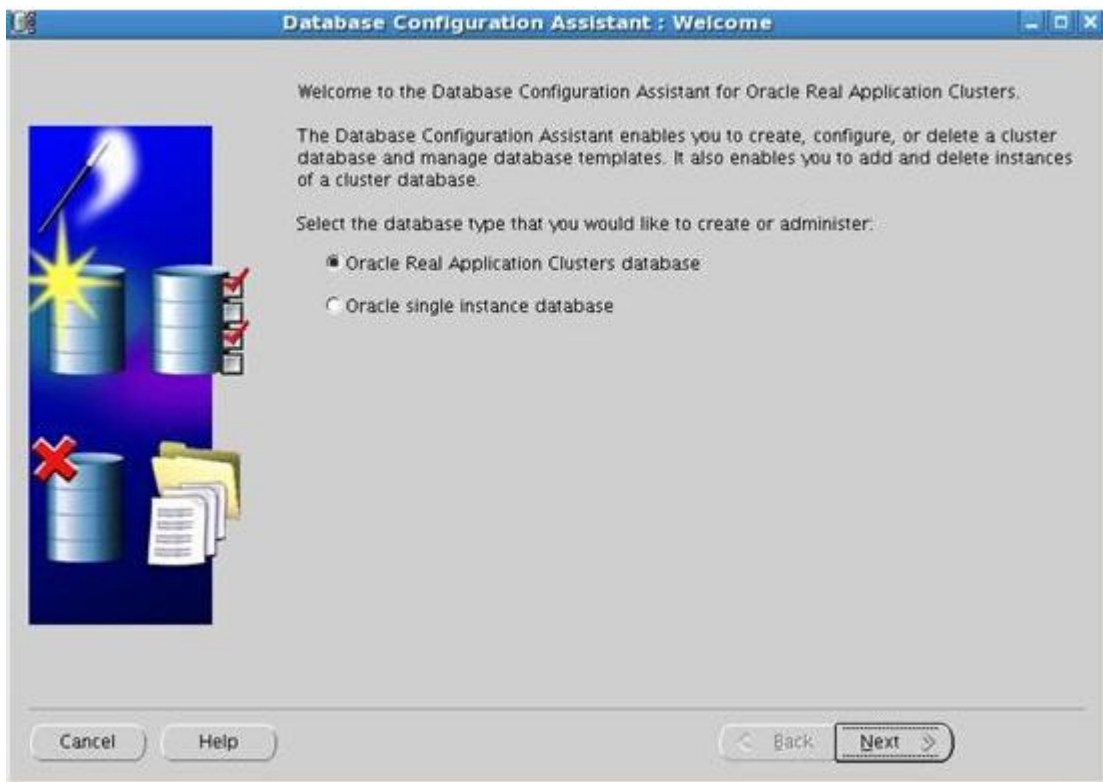 Database Configuration Assistant : Welcome
Welcome to the Database Configuration Assistant for Oracle Real Application Clusters.
The Database Configuration Assistant enables you to create, configure, or delete a cluster
database and manage database templates. It also enables you to add and delete instances
of a cluster database.
Select the database type that you would like to create or administer:
Oracle Real Application Clusters database
Oracle single instance database
Cancel
Help
Back
Next